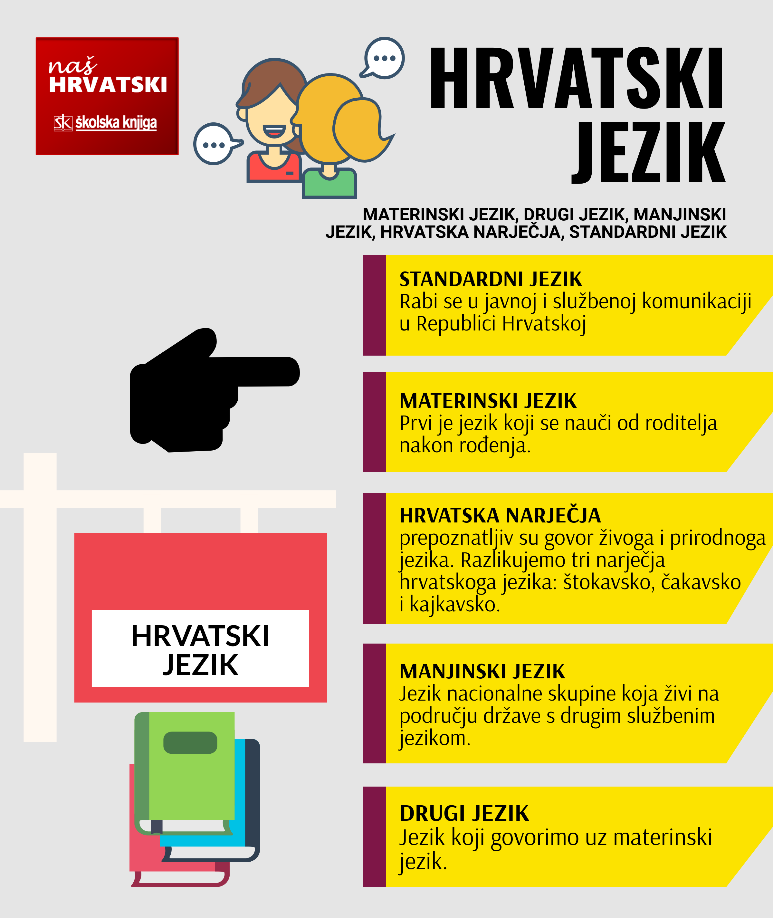 naš
HRVATSKI
šk školska knjiga
HRVATSKI
JEZIK
MATERINSKI JEZIK, DRUGI JEZIK, MANJINSKI
JEZIK, HRVATSKA NARJEČJA, STANDARDNI JEZIK
STANDARDNI JEZIK
Rabi se u javnoj i službenoj komunikaciji
u Republici Hrvatskoj
MATERINSKI JEZIK
Prvi je jezik koji se nauči od roditelja
nakon rođenja.
HRVATSKA NARJEČJA
prepoznatljiv su govor živoga i prirodnoga
jezika. Razlikujemo tri narječja
hrvatskoga jezika: štokavsko, čakavsko
i kajkavsko.
HRVATSKI
JEZIK
MANJINSKI JEZIK
Jezik nacionalne skupine koja živi na
području države s drugim službenim
jezikom.
DRUGI JEZIK
Jezik koji govorimo uz materinski
jezik.